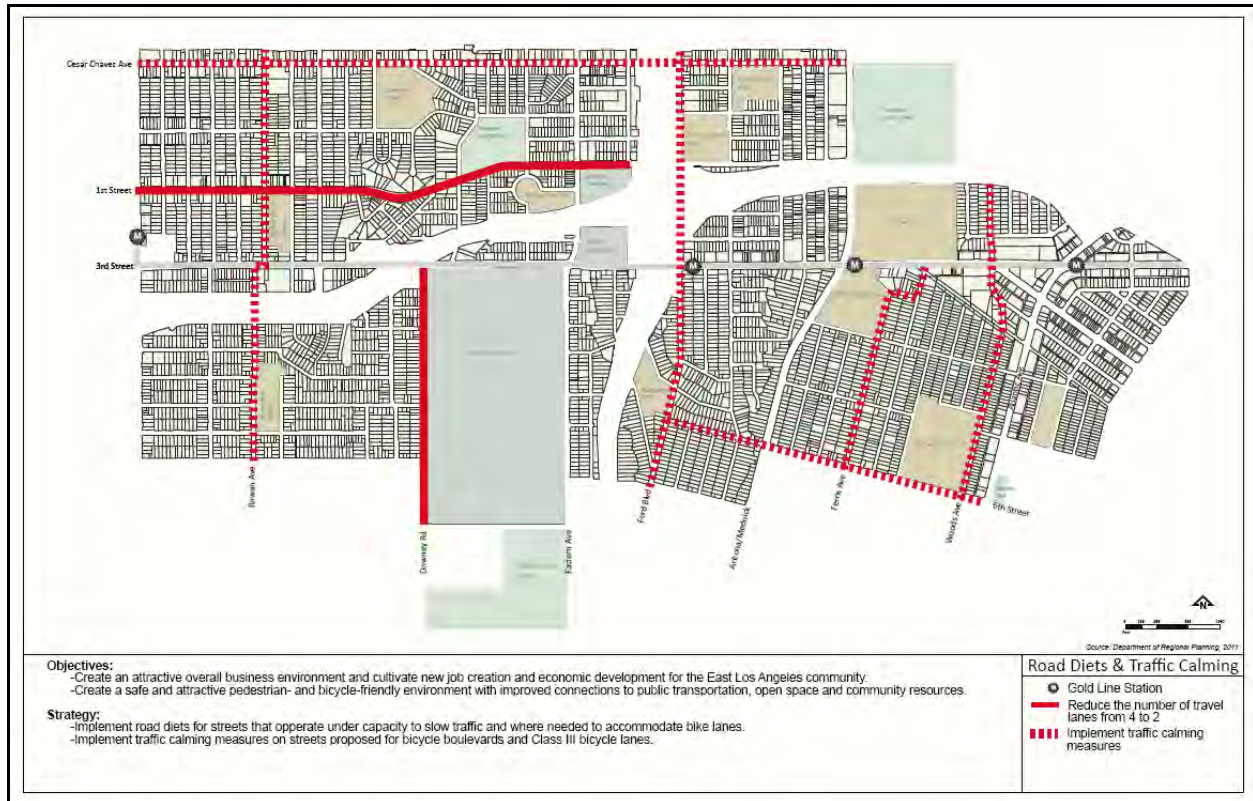 Cesar Chavez Ave
1st Street
M
3rd Street
M
M
M
Rowan Ave
Downey Rd
Eastern Ave
Ford Blvd
Arizona/Mednick
Ferris Ave
Woods Ave
6th Street
N
Feet
Source: Department of Regional Planning, 2011
Objectives:
-Create an attractive overall business environment and cultivate new job creation and economic development for the East Los Angeles community.
-Create a safe and attractive pedestrian- and bicycle-friendly environment with improved connections to public transportation, open space and community resources.
Strategy:
-Implement road diets for streets that opperate under capacity to slow traffic and where needed to accommodate bike lanes.
-Implement traffic calming measures on streets proposed for bicycle boulevards and Class III bicycle lanes.
Road Diets & Traffic Calming
Gold Line Station
Reduce the number of travel
lanes from 4 to 2
Implement traffic calming
measures